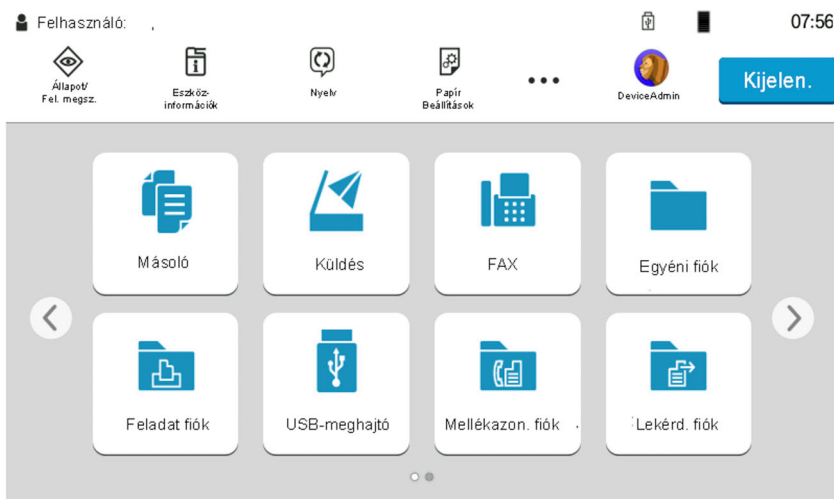 Felhasználó:
07:56
Állapot/
Fel. megsz.
Eszköz-
információk
Nyelv
Papír
Beállítások
DeviceAdmin
Kijelen.
Másoló
Küldés
FAX
Egyéni fiók
Feladat fiók
USB-meghajtó
Mellékazon. fiók
Lekérd. fiók